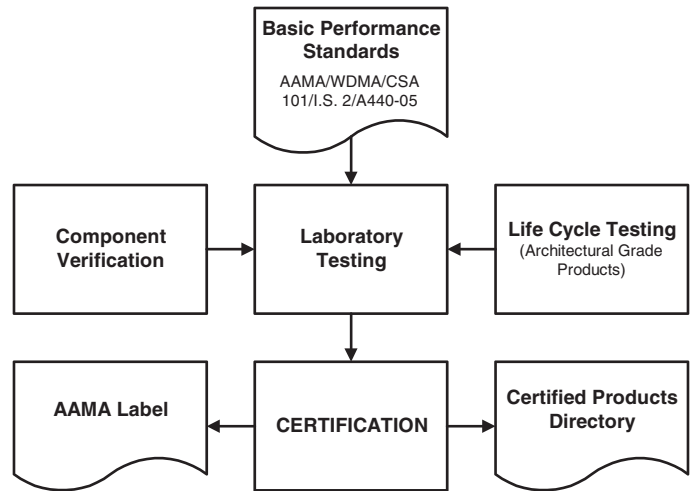 Basic Performance
Standards
AAMA/WDMA/CSA
101/I.S. 2/A440-05
Component
Verification
Laboratory
Testing
Life Cycle Testing
(Architectural Grade
Products)
AAMA Label
CERTIFICATION
Certified Products
Directory